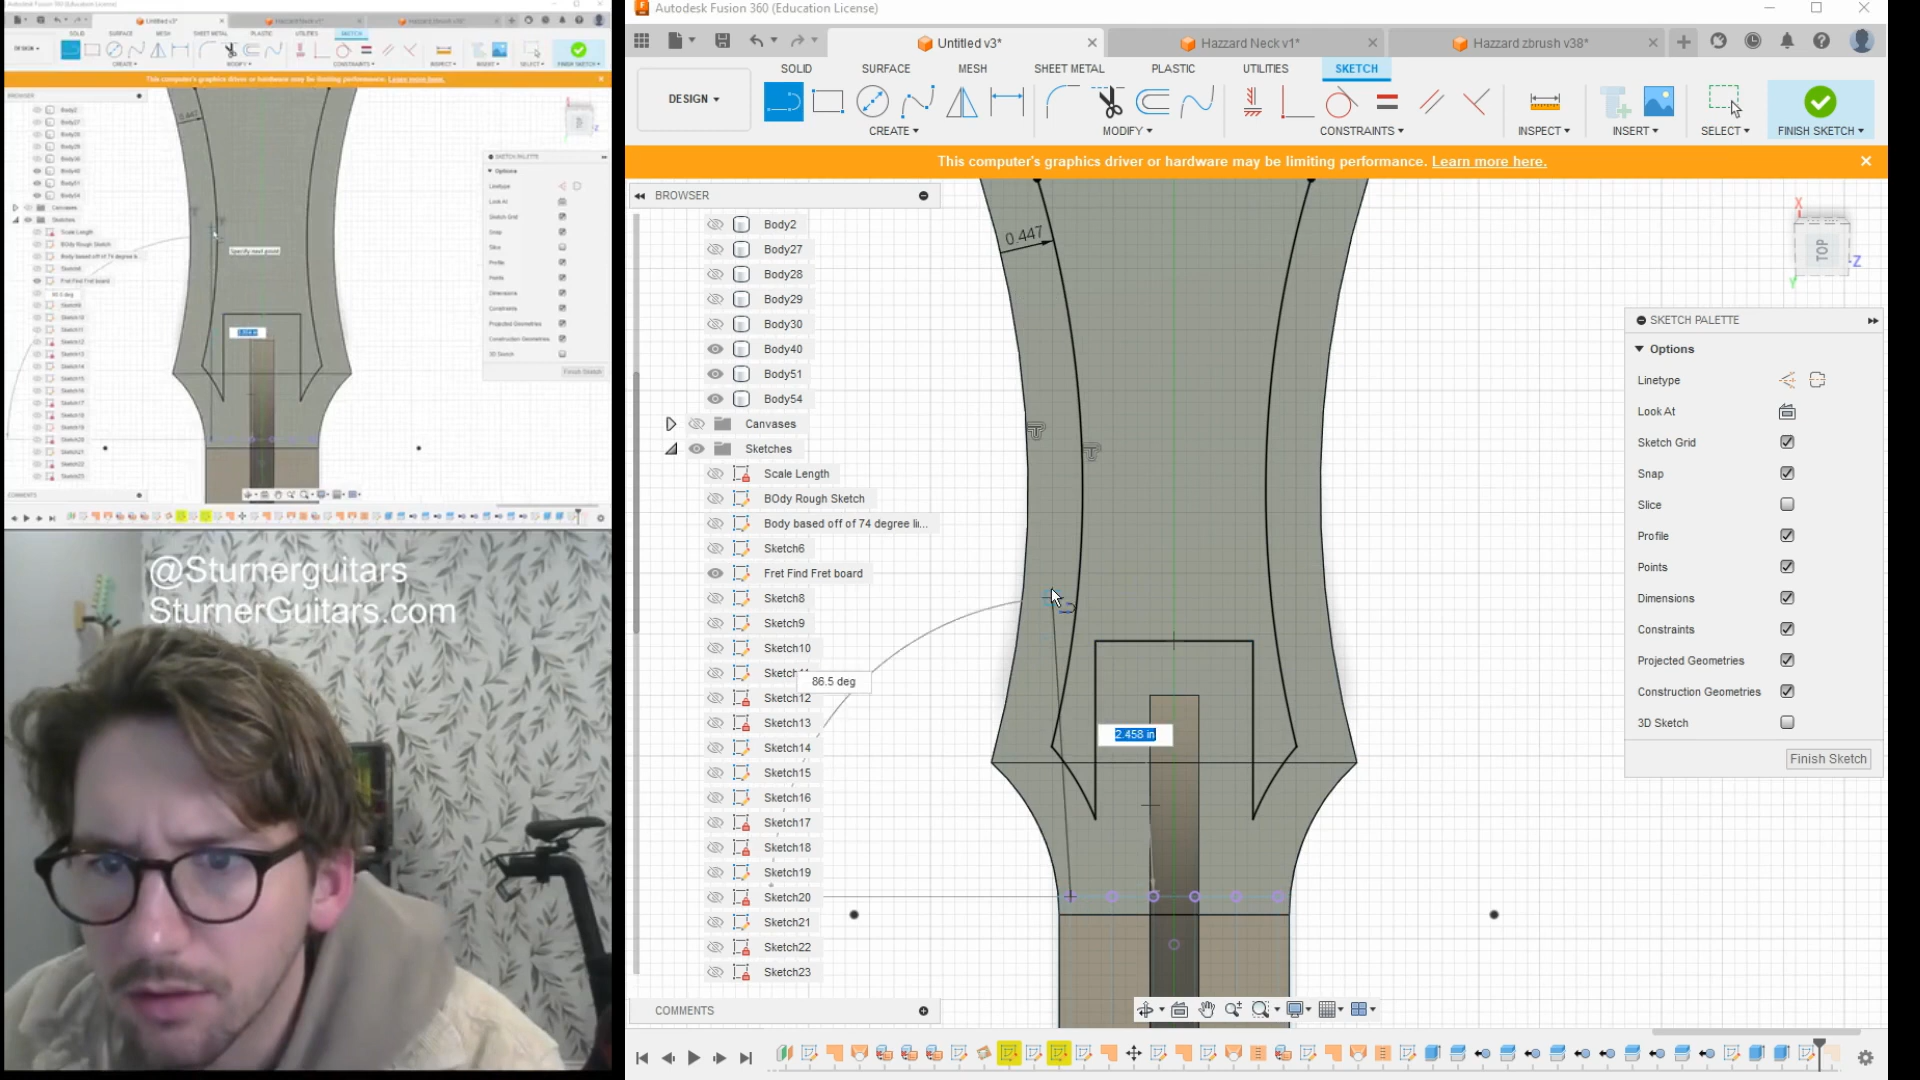 Autodesk Fusion 360 (Education License)
Untitled v3*
Hazzard Neck v1*
Hazzard zbrush v38*
SOLID
SURFACE
MESH
SHEET METAL
PLASTIC
UTILITIES
SKETCH
DESIGN
CREATE
MODIFY
CONSTRAINTS
INSPECT
INSERT
SELECT
FINISH SKETCH
This computer's graphics driver or hardware may be limiting performance. Learn more here.
BROWSER
Body2
Body27
Body28
Body29
Body30
Body40
Body51
Body54
Canvases
Sketches
Scale Length
BOdy Rough Sketch
Body based off of 74 degree li...
Sketch6
Fret Find Fret board
Sketch8
Sketch9
Sketch10
Sketch12
Sketch13
Sketch14
Sketch15
Sketch16
Sketch17
Sketch18
Sketch19
Sketch20
Sketch21
Sketch22
Sketch23
COMMENTS
0.447
86.5 deg
2.458 in
X
TOP
Z
Y
SKETCH PALETTE
Options
Linetype
Look At
Sketch Grid
Snap
Slice
Profile
Points
Dimensions
Constraints
Projected Geometries
Construction Geometries
3D Sketch
Finish Sketch
@Sturnerguitars
SturnerGuitars.com